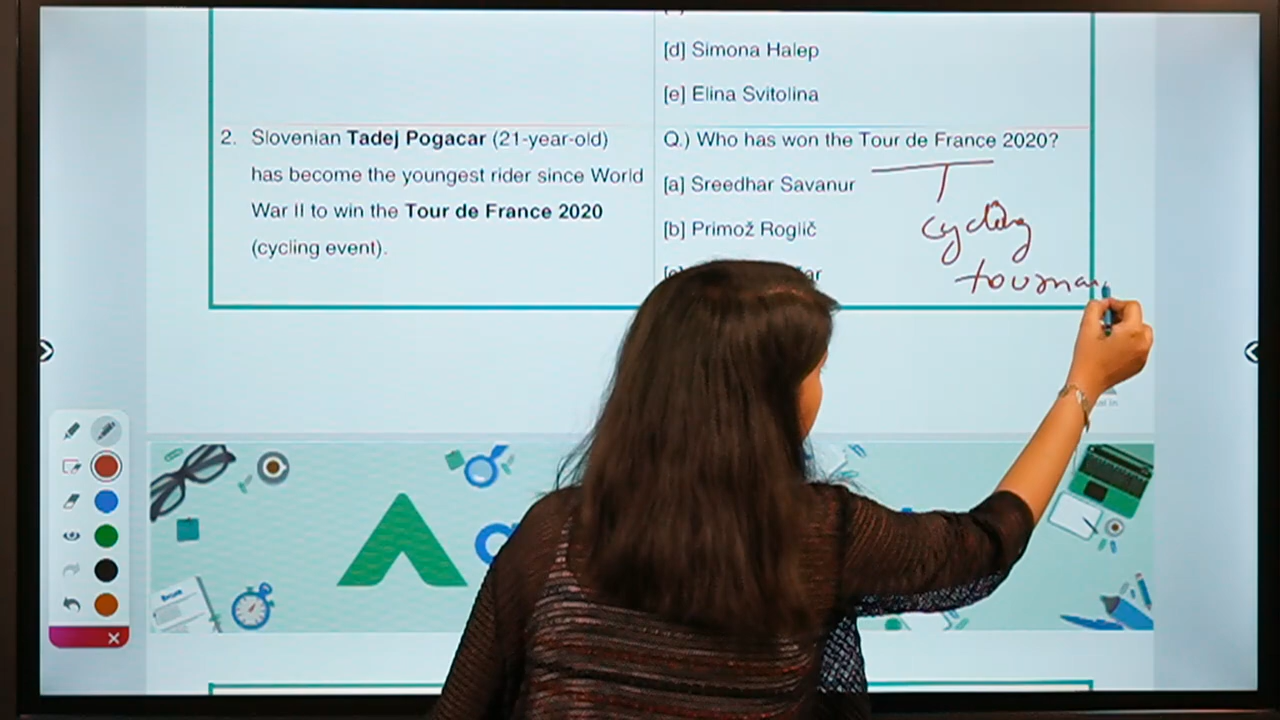 [d] Simona Halep
[e] Elina Svitolina
2. Slovenian Tadej Pogacar (21-year-old)
has become the youngest rider since World
War II to win the Tour de France 2020
(cycling event).
Q.) Who has won the Tour de France 2020?
[a] Sreedhar Savanur
[b] Primož Roglič
cycling
tourna